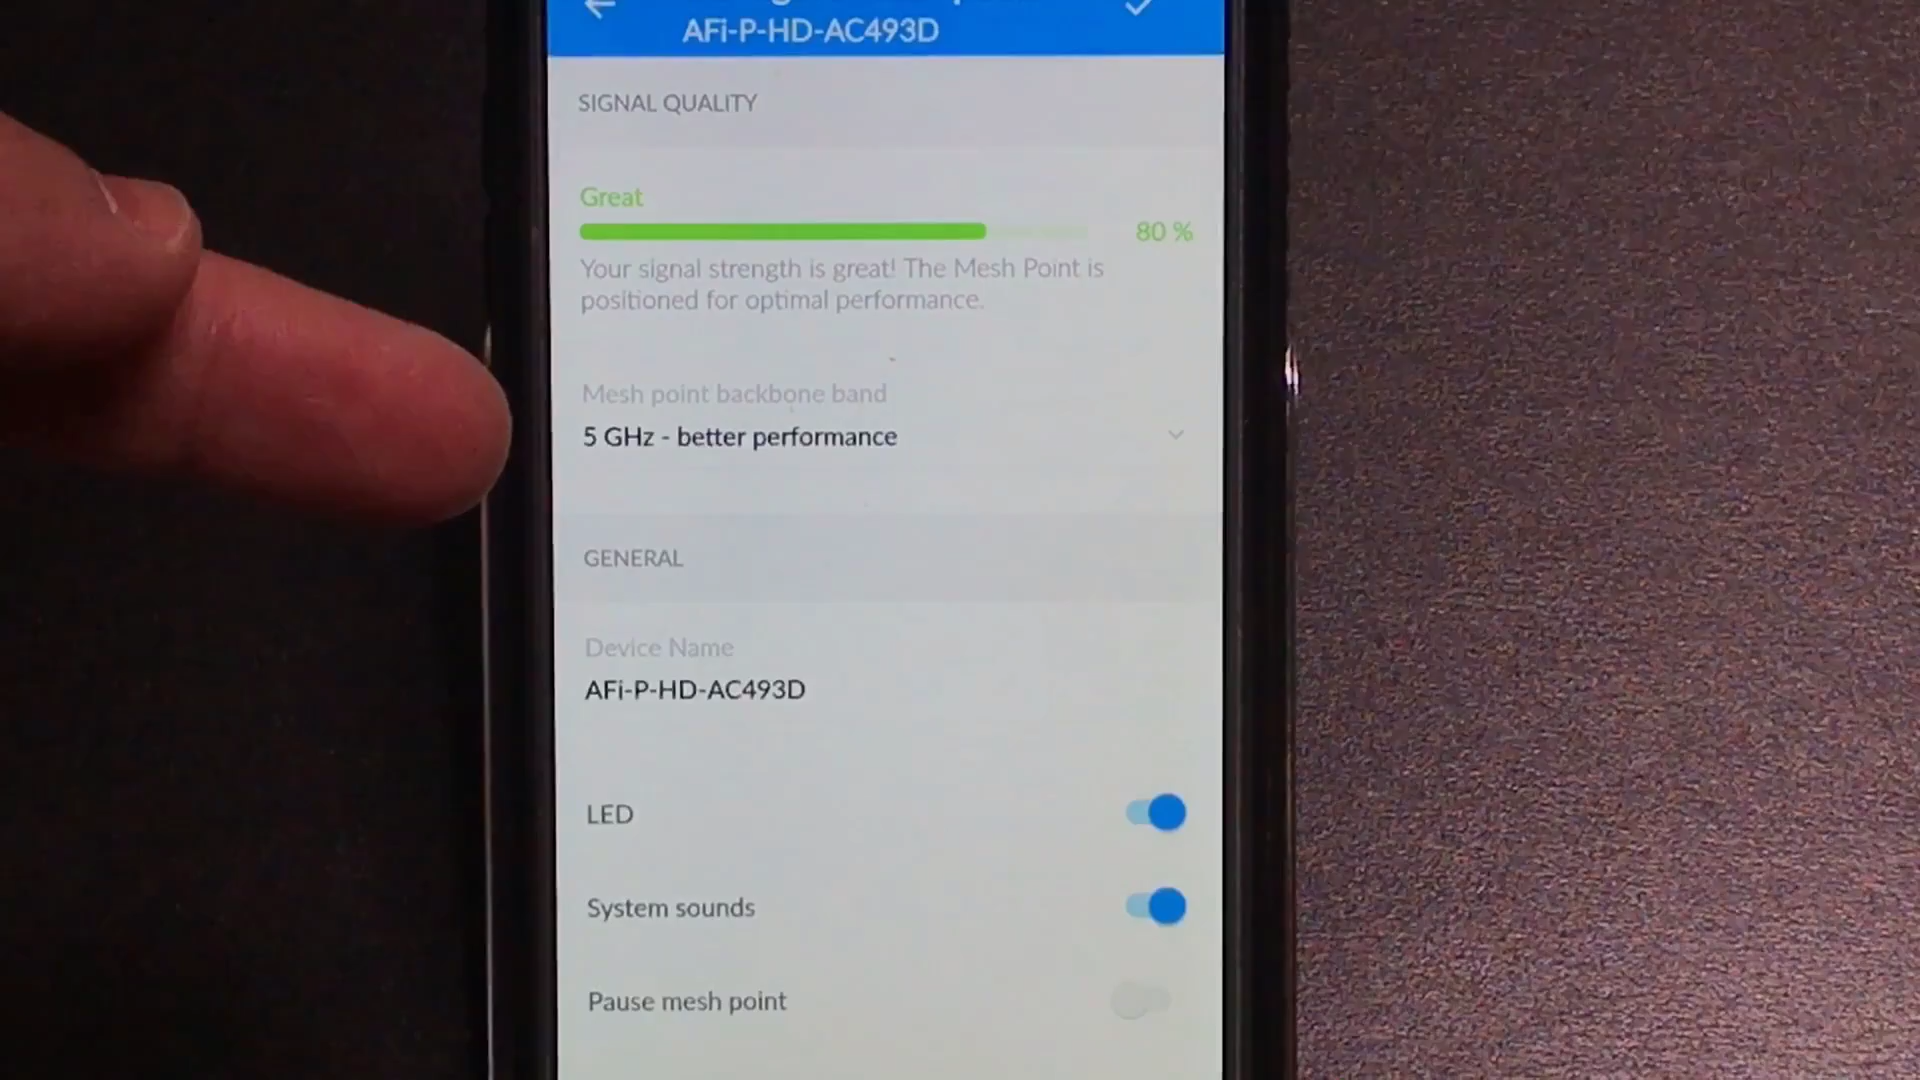 AFi-P-HD-AC493D
SIGNAL QUALITY
Great
80 %
Your signal strength is great! The Mesh Point is
positioned for optimal performance.
Mesh point backbone band
5 GHz - better performance
GENERAL
Device Name
AFi-P-HD-AC493D
LED
System sounds
Pause mesh point